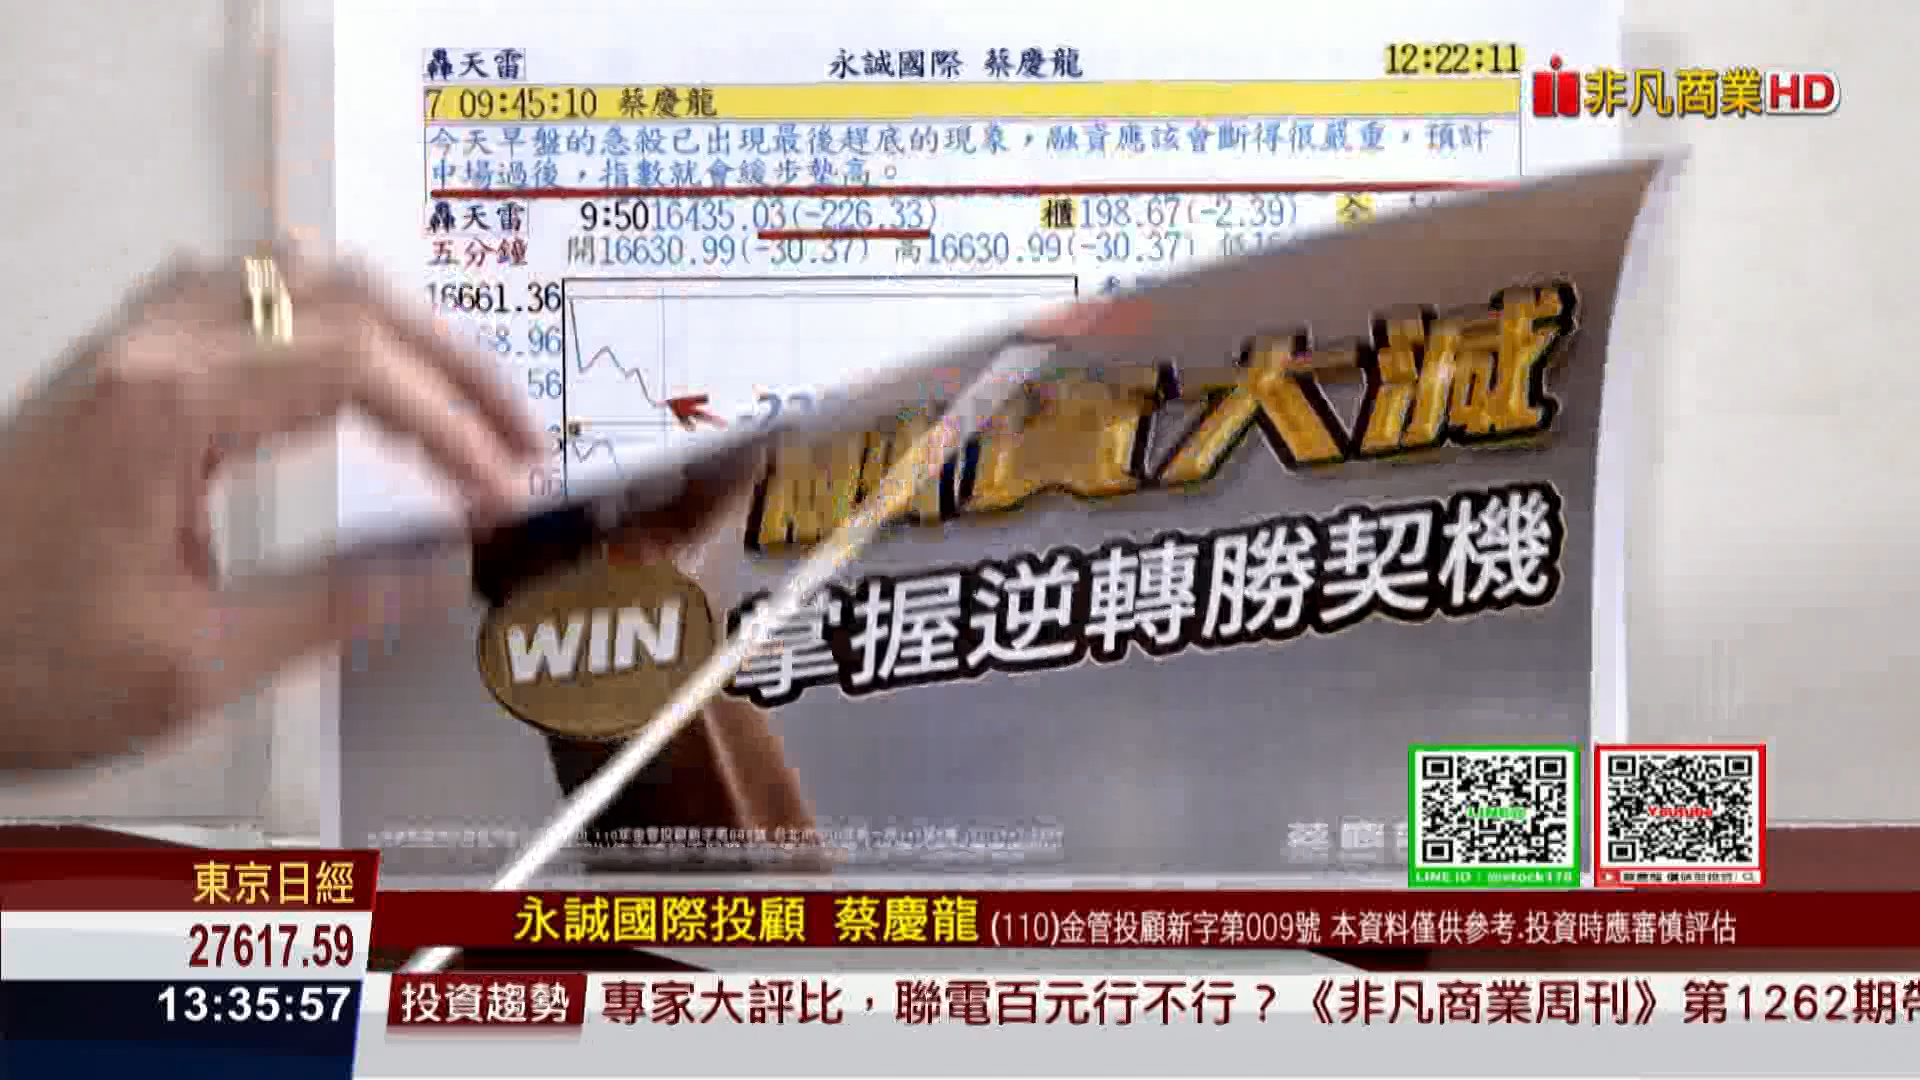 轟天雷 永誠國際 蔡慶龍 12:22:11
非凡商業HD
7 09:45:10 蔡慶龍
今天早盤的急殺已出現最後趕底的現象，融資應該會斷得很嚴重，預計
中場過後，指數就會緩步墊高。
轟天雷 9:50 16435.03(-226.33) 櫃198.67(-2.39)
五分鐘 開16630.99(-30.37) 高16630.99(-30.37)
16661.36
大減
WIN 掌握逆轉勝契機
LINE ID
Youtube
東京日經
27617.59
13:35:57
永誠國際投顧 蔡慶龍 (110)金管投顧新字第009號 本資料僅供參考.投資時應審慎評估
投資趨勢 專家大評比，聯電百元行不行？《非凡商業周刊》第1262期